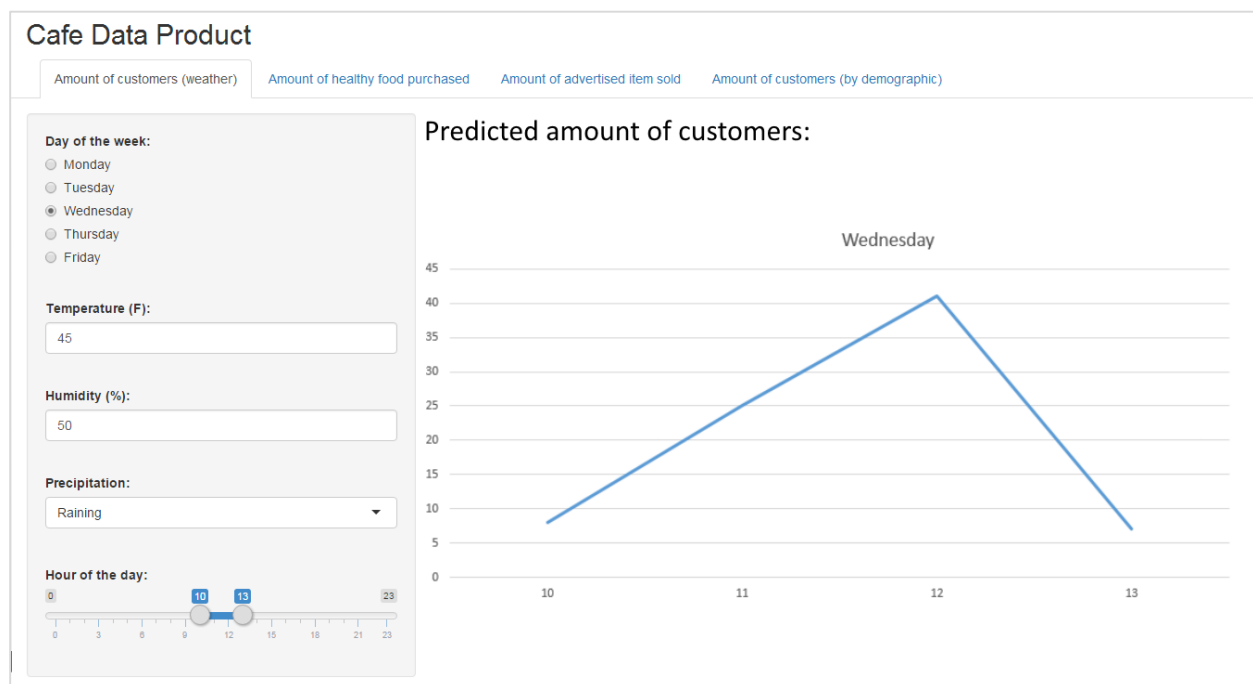 Cafe Data Product
Amount of customers (weather) Amount of healthy food purchased Amount of advertised item sold Amount of customers (by demographic)
Day of the week:
Monday
Tuesday
Wednesday
Thursday
Friday
Temperature (F):
45
Humidity (%):
50
Precipitation:
Raining
Hour of the day:
0 10 13 23
0 3 6 9 12 15 18 21 23
Predicted amount of customers:
Wednesday
45
40
35
30
25
20
15
10
5
0
10 11 12 13